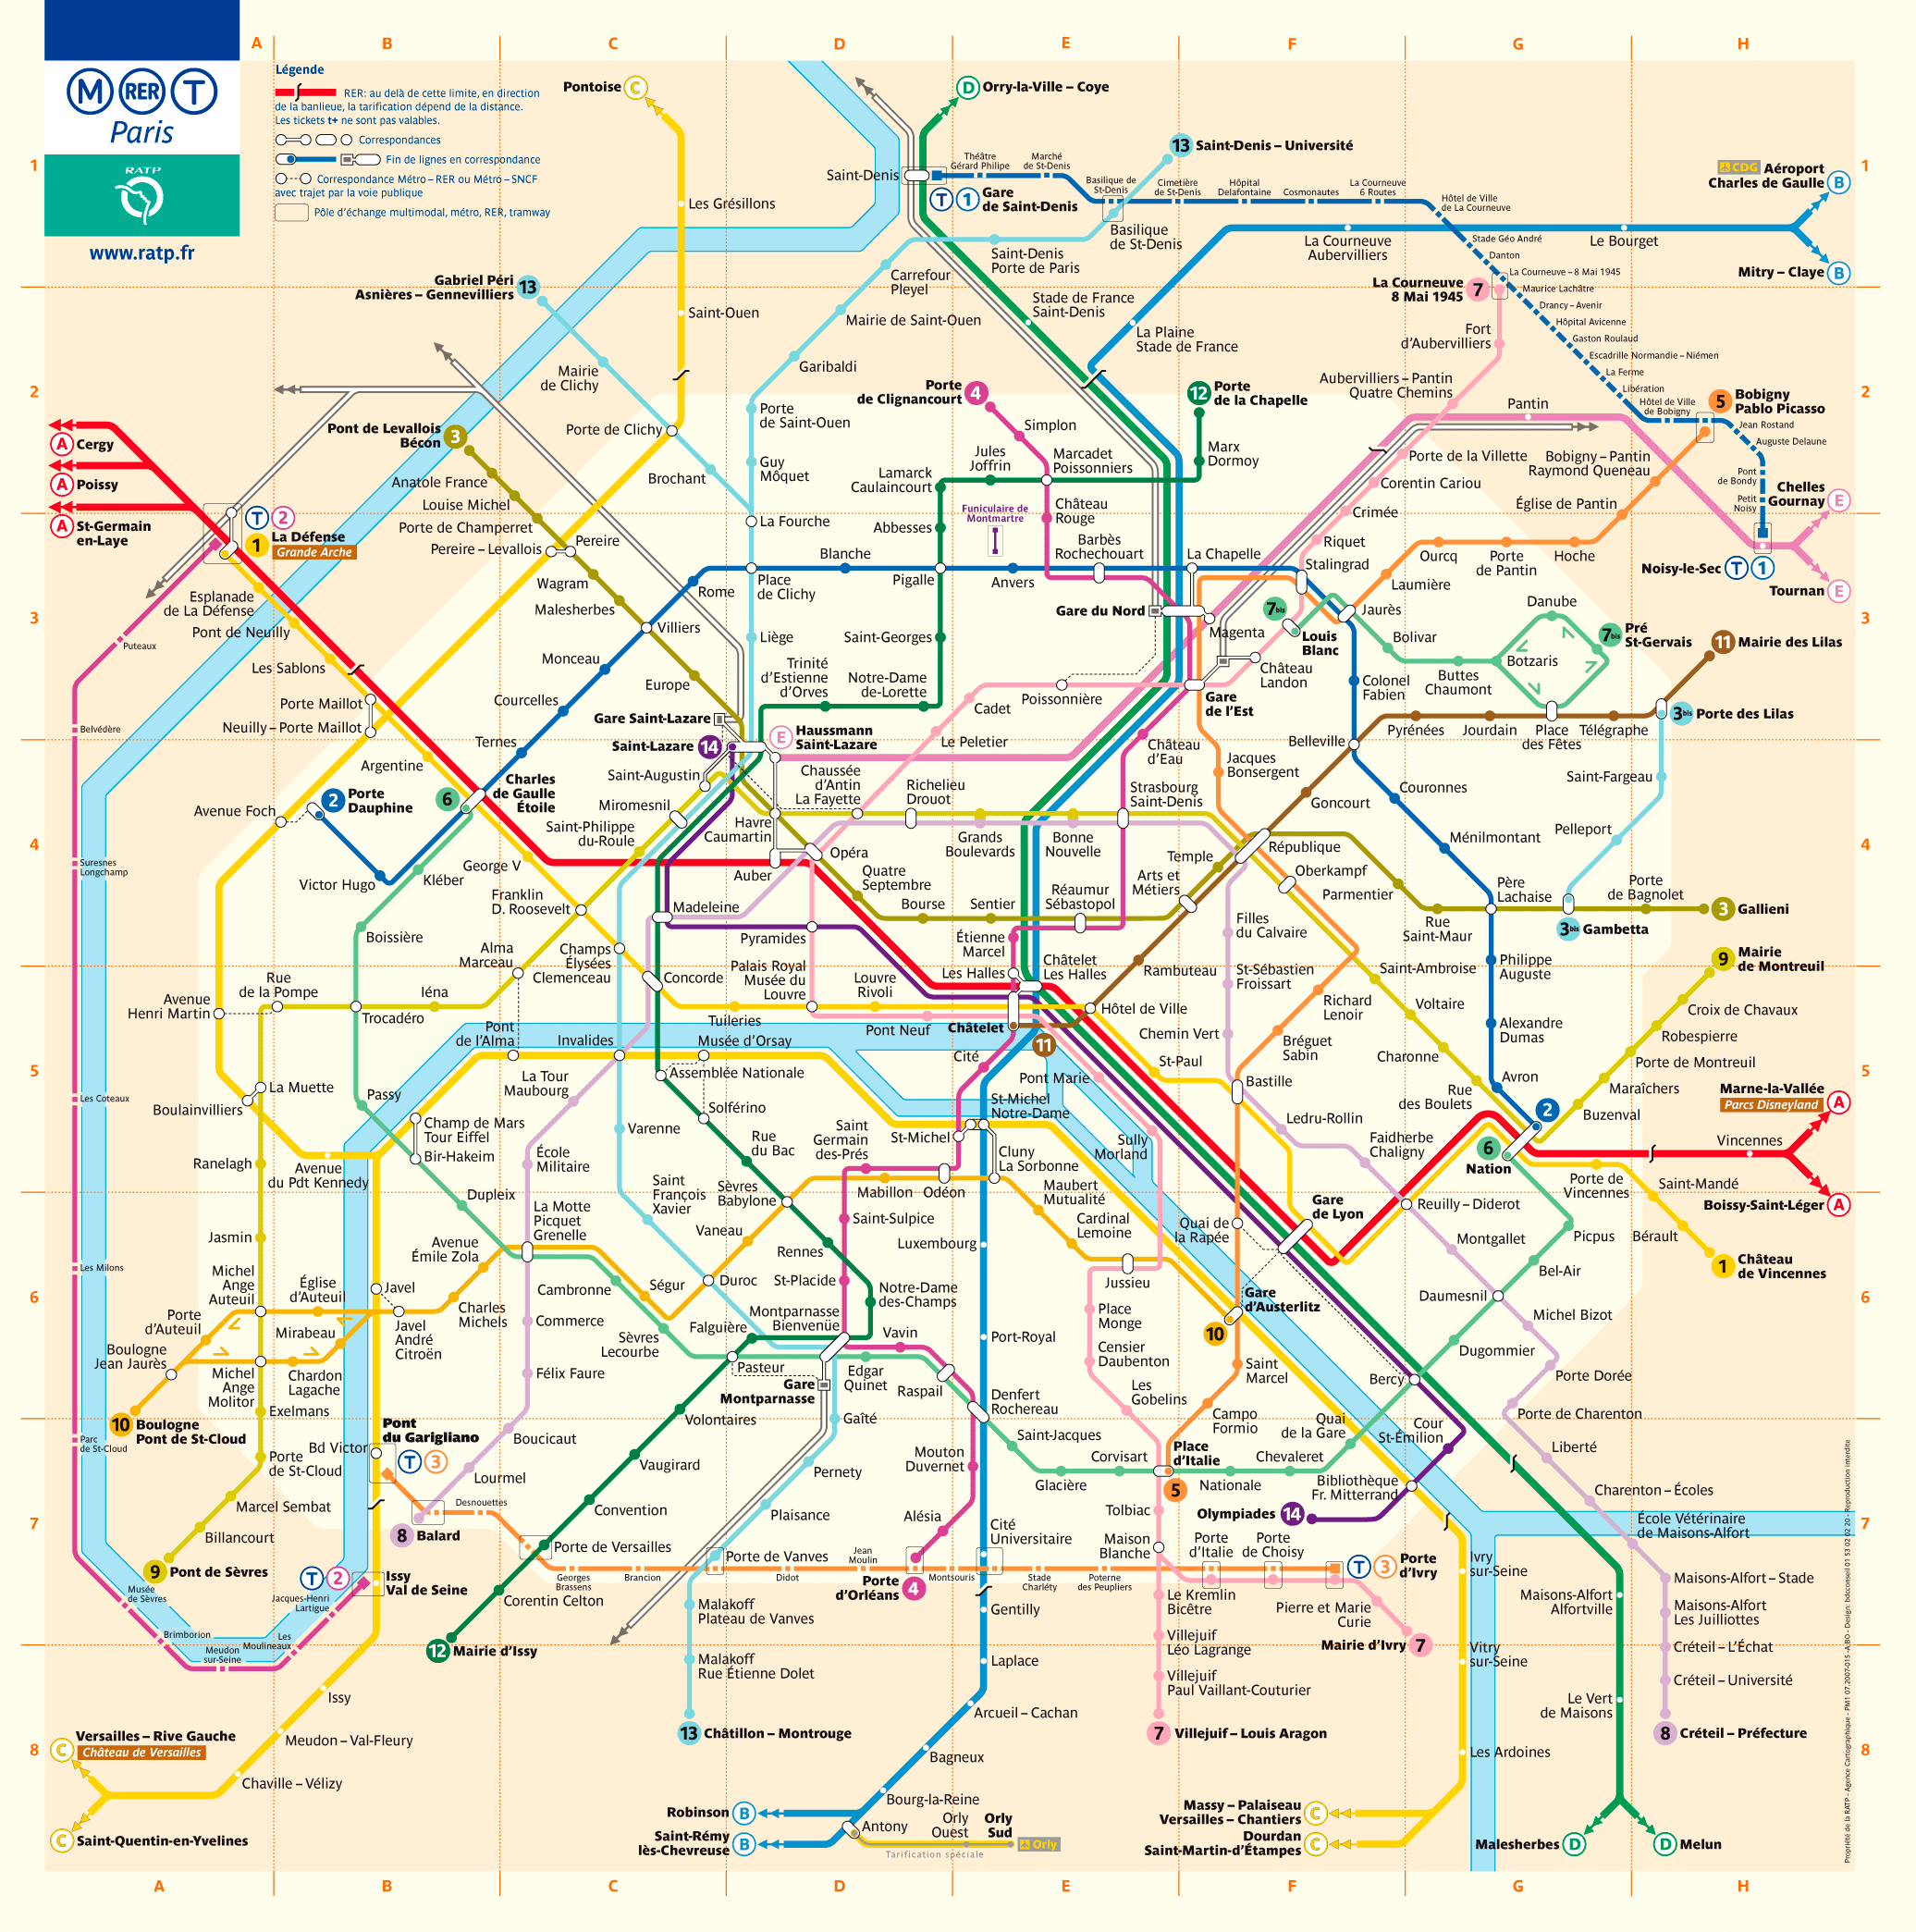 A
B
C
D
E
F
G
H
M RER T
Paris
RATP
www.ratp.fr
Légende
RER: au delà de cette limite, en direction
de la banlieue, la tarification dépend de la distance.
Les tickets t+ ne sont pas valables.
Correspondances
Fin de lignes en correspondance
Correspondance Métro – RER ou Métro – SNCF
avec trajet par la voie publique
Pôle d'échange multimodal, métro, RER, tramway
Pontoise C
D Orry-la-Ville – Coye
1
1
Les Grésillons
Saint-Denis
Théâtre
Gérard Philipe
Marché
de St-Denis
T 1 Gare
de Saint-Denis
13 Saint-Denis – Université
Basilique de
St-Denis
Cimetière
de St-Denis
Hôpital
Delafontaine
Cosmonautes
La Courneuve
6 Routes
Hôtel de Ville
de La Courneuve
CDG Aéroport
Charles de Gaulle B
Basilique
de St-Denis
Saint-Denis
Porte de Paris
La Courneuve
Aubervilliers
Le Bourget
Stade Géo André
Danton
La Courneuve – 8 Mai 1945
Maurice Lachâtre
Drancy – Avenir
Hôpital Avicenne
Gaston Roulaud
Escadrille Normandie – Niémen
La Ferme
Libération
Hôtel de Ville
de Bobigny
Mitry – Claye B
Gabriel Péri
Asnières – Gennevilliers 13
Carrefour
Pleyel
La Courneuve
8 Mai 1945 7
Saint-Ouen
Mairie de Saint-Ouen
Stade de France
Saint-Denis
La Plaine
Stade de France
Fort
d'Aubervilliers
Mairie
de Clichy
Garibaldi
Aubervilliers – Pantin
Quatre Chemins
2
2
Porte
de Clignancourt 4
12 Porte
de la Chapelle
Pantin
5 Bobigny
Pablo Picasso
Jean Rostand
Auguste Delaune
Pont
de Bondy
Petit
Noisy
A Cergy
A Poissy
A St-Germain
en-Laye
Pont de Levallois
Bécon 3
Porte de Clichy
Porte
de Saint-Ouen
Simplon
Marx
Dormoy
Jules
Joffrin
Marcadet
Poissonniers
Porte de la Villette
Bobigny – Pantin
Raymond Queneau
Anatole France
Brochant
Guy
Môquet
Lamarck
Caulaincourt
Corentin Cariou
Chelles
Gournay E
Louise Michel
Porte de Champerret
Pereire – Levallois
Pereire
La Fourche
Abbesses
Funiculaire de
Montmartre
Château
Rouge
Crimée
Église de Pantin
T 2
1 La Défense
Grande Arche
Blanche
Barbès
Rochechouart
La Chapelle
Riquet
Stalingrad
Ourcq
Porte
de Pantin
Hoche
Noisy-le-Sec T 1
Tournan E
3
3
Esplanade
de La Défense
Wagram
Malesherbes
Rome
Place
de Clichy
Pigalle
Anvers
Laumière
Pont de Neuilly
Villiers
Liège
Saint-Georges
Gare du Nord
Magenta
7bis
Louis
Blanc
Jaurès
Bolivar
Danube
7bis Pré
St-Gervais
11 Mairie des Lilas
Puteaux
Les Sablons
Monceau
Trinité
d'Estienne
d'Orves
Notre-Dame
de-Lorette
Château
Landon
Buttes
Chaumont
Botzaris
Porte Maillot
Courcelles
Europe
Poissonnière
Gare
de l'Est
Colonel
Fabien
Neuilly – Porte Maillot
Gare Saint-Lazare
Cadet
3bis Porte des Lilas
Belvédère
Ternes
Saint-Lazare 14
E Haussmann
Saint-Lazare
Le Peletier
Château
d'Eau
Belleville
Pyrénées
Jourdain
Place
des Fêtes
Télégraphe
Argentine
Charles
de Gaulle
Étoile
6
2 Porte
Dauphine
Saint-Augustin
Chaussée
d'Antin
La Fayette
Richelieu
Drouot
Strasbourg
Saint-Denis
Jacques
Bonsergent
Saint-Fargeau
Avenue Foch
Miromesnil
Goncourt
Couronnes
4
4
Saint-Philippe
du-Roule
Havre
Caumartin
Opéra
Grands
Boulevards
Bonne
Nouvelle
Ménilmontant
Pelleport
Suresnes
Longchamp
Victor Hugo
Kléber
George V
Auber
Temple
République
Franklin
D. Roosevelt
Quatre
Septembre
Réaumur
Sébastopol
Arts et
Métiers
Oberkampf
Parmentier
Père
Lachaise
Porte
de Bagnolet
Madeleine
Bourse
Sentier
Filles
du Calvaire
Rue
Saint-Maur
3bis Gambetta
3 Gallieni
Boissière
Alma
Marceau
Champs
Élysées
Clemenceau
Pyramides
Étienne
Marcel
Philippe
Auguste
9 Mairie
de Montreuil
Concorde
Palais Royal
Musée du
Louvre
Louvre
Rivoli
Les Halles
Châtelet
Les Halles
Rambuteau
St-Sébastien
Froissart
Saint-Ambroise
Avenue
Henri Martin
Rue
de la Pompe
Trocadéro
Iéna
Tuileries
Pont Neuf
Châtelet
11
Hôtel de Ville
Richard
Lenoir
Voltaire
Croix de Chavaux
Pont
de l'Alma
Invalides
Musée d'Orsay
Cité
Chemin Vert
Bréguet
Sabin
Alexandre
Dumas
Robespierre
5
5
La Muette
Boulainvilliers
Passy
La Tour
Maubourg
Assemblée Nationale
Pont Marie
St-Paul
Bastille
Charonne
Avron
Porte de Montreuil
Les Coteaux
Solférino
St-Michel
Notre-Dame
Rue
des Boulets
Maraîchers
Buzenval
Marne-la-Vallée
Parcs Disneyland A
Champ de Mars
Tour Eiffel
Bir-Hakeim
Varenne
Rue
du Bac
Saint
Germain
des-Prés
St-Michel
Sully
Morland
Ledru-Rollin
2
Ranelagh
Avenue
du Pdt Kennedy
École
Militaire
Cluny
La Sorbonne
Faidherbe
Chaligny
6
Nation
Vincennes
Dupleix
Saint
François
Xavier
Sèvres
Babylone
Mabillon
Odéon
Maubert
Mutualité
Porte de
Vincennes
Saint-Mandé
Boissy-Saint-Léger A
La Motte
Picquet
Grenelle
Vaneau
Saint-Sulpice
Cardinal
Lemoine
Quai de
la Rapée
Gare
de Lyon
Reuilly – Diderot
Jasmin
Avenue
Émile Zola
Rennes
Luxembourg
Montgallet
Picpus
Bérault
Les Milons
Michel
Ange
Auteuil
Église
d'Auteuil
Javel
Cambronne
Ségur
Duroc
St-Placide
Notre-Dame
des-Champs
Jussieu
Bel-Air
1 Château
de Vincennes
6
6
Porte
d'Auteuil
Mirabeau
Javel
André
Citroën
Charles
Michels
Commerce
Falguière
Montparnasse
Bienvenüe
Vavin
Place
Monge
Gare
d'Austerlitz
10
Daumesnil
Michel Bizot
Boulogne
Jean Jaurès
Sèvres
Lecourbe
Port-Royal
Censier
Daubenton
Dugommier
Michel
Ange
Molitor
Chardon
Lagache
Félix Faure
Pasteur
Gare
Montparnasse
Edgar
Quinet
Raspail
Saint
Marcel
Bercy
Porte Dorée
10 Boulogne
Pont de St-Cloud
Exelmans
Volontaires
Gaîté
Denfert
Rochereau
Les
Gobelins
Campo
Formio
Porte de Charenton
Parc
de St-Cloud
Bd Victor
Pont
du Garigliano
T 3
Boucicaut
Saint-Jacques
Quai
de la Gare
Cour
St-Émilion
Liberté
Porte
de St-Cloud
Lourmel
Vaugirard
Pernety
Mouton
Duvernet
Corvisart
Place
d'Italie
5
Chevaleret
Marcel Sembat
Desnouettes
Convention
Plaisance
Glacière
Nationale
Bibliothèque
Fr. Mitterrand
Charenton – Écoles
7
7
Billancourt
8 Balard
Alésia
Cité
Universitaire
Tolbiac
Olympiades 14
École Vétérinaire
de Maisons-Alfort
9 Pont de Sèvres
T 2 Issy
Val de Seine
Porte de Versailles
Porte de Vanves
Jean
Moulin
Maison
Blanche
Porte
d'Italie
Porte
de Choisy
T 3 Porte
d'Ivry
Ivry
sur-Seine
Musée
de Sèvres
Jacques-Henri
Lartigue
Georges
Brassens
Brancion
Didot
Porte
d'Orléans 4
Montsouris
Stade
Charléty
Poterne
des Peupliers
Maisons-Alfort
Alfortville
Maisons-Alfort – Stade
Corentin Celton
Malakoff
Plateau de Vanves
Gentilly
Le Kremlin
Bicêtre
Pierre et Marie
Curie
Maisons-Alfort
Les Juilliottes
Brimborion
Meudon
sur-Seine
Les
Moulineaux
12 Mairie d'Issy
Malakoff
Rue Étienne Dolet
Laplace
Villejuif
Léo Lagrange
Mairie d'Ivry 7
Vitry
sur-Seine
Créteil – L'Échat
Issy
Villejuif
Paul Vaillant-Couturier
Le Vert
de Maisons
Créteil – Université
Versailles – Rive Gauche
C Château de Versailles
Meudon – Val-Fleury
13 Châtillon – Montrouge
Arcueil – Cachan
7 Villejuif – Louis Aragon
8 Créteil – Préfecture
8
8
Chaville – Vélizy
Bagneux
Les Ardoines
C Saint-Quentin-en-Yvelines
Robinson B
Bourg-la-Reine
Massy – Palaiseau
Versailles – Chantiers C
Saint-Rémy
lès-Chevreuse B
Antony
Orly
Ouest
Orly
Sud
Orly
Tarification spéciale
Dourdan
Saint-Martin-d'Étampes C
Malesherbes D
D Melun
Propriété de la RATP - Agence Cartographique - PM1 07.2007-015 -A.BO - Design: bdcconseil 01 53 02 02 20 - Reproduction interdite
A
B
C
D
E
F
G
H